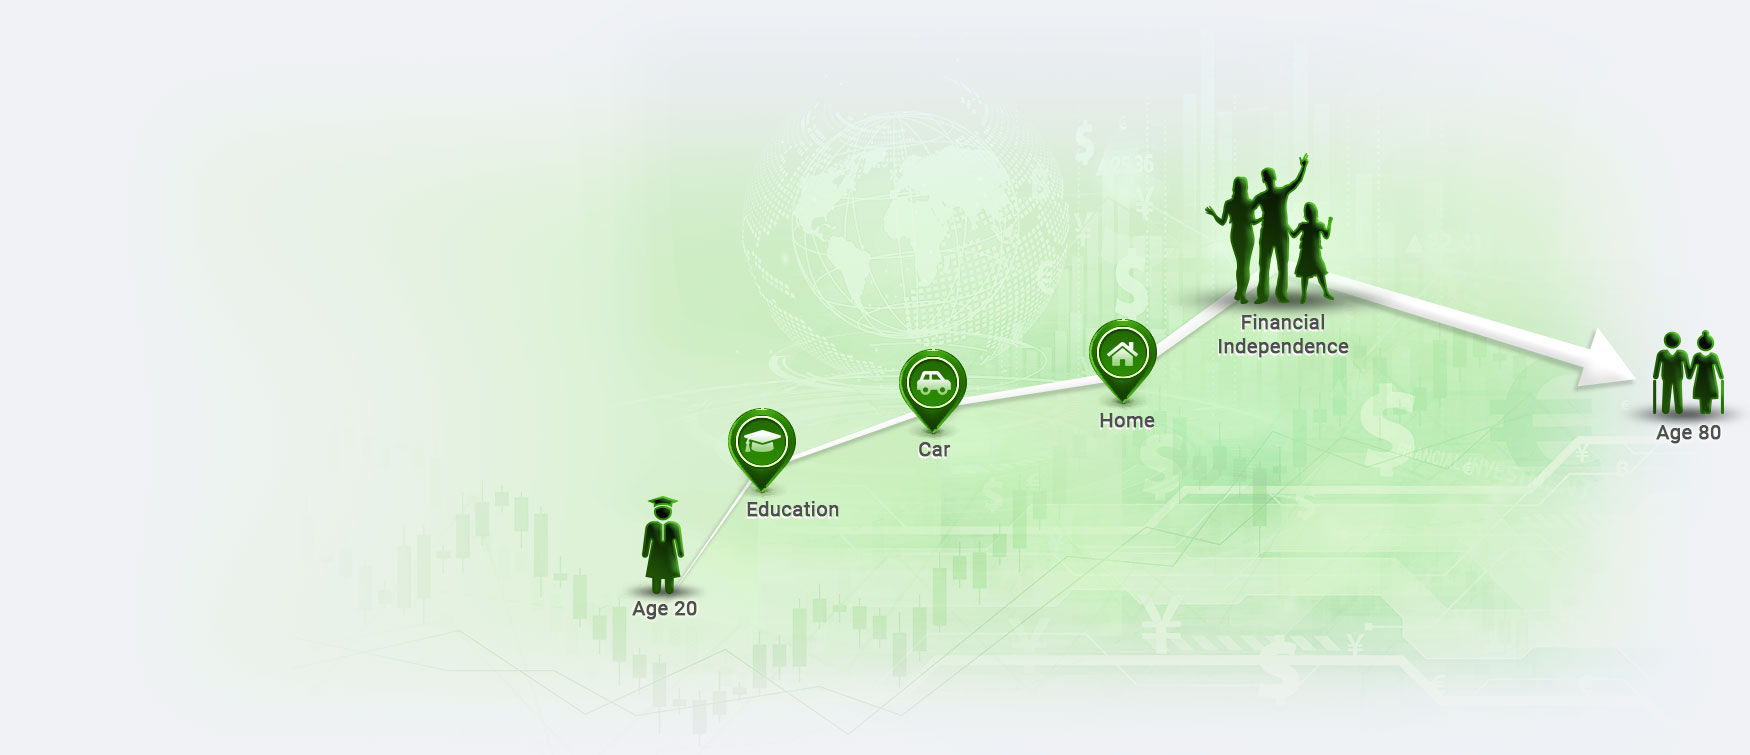 Financial
Independence
Home
Age 80
Car
Education
Age 20